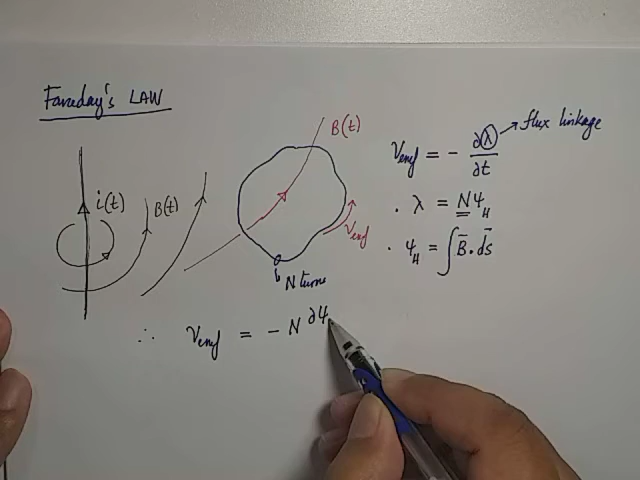 Faraday's LAW
i(t)
B(t)
B(t)
Vemf
N turns
Vemf = - ∂λ/∂t → flux linkage
. λ = NΨH
. ΨH = ∫B̄.ds̄
∴ Vemf = - N ∂Ψ